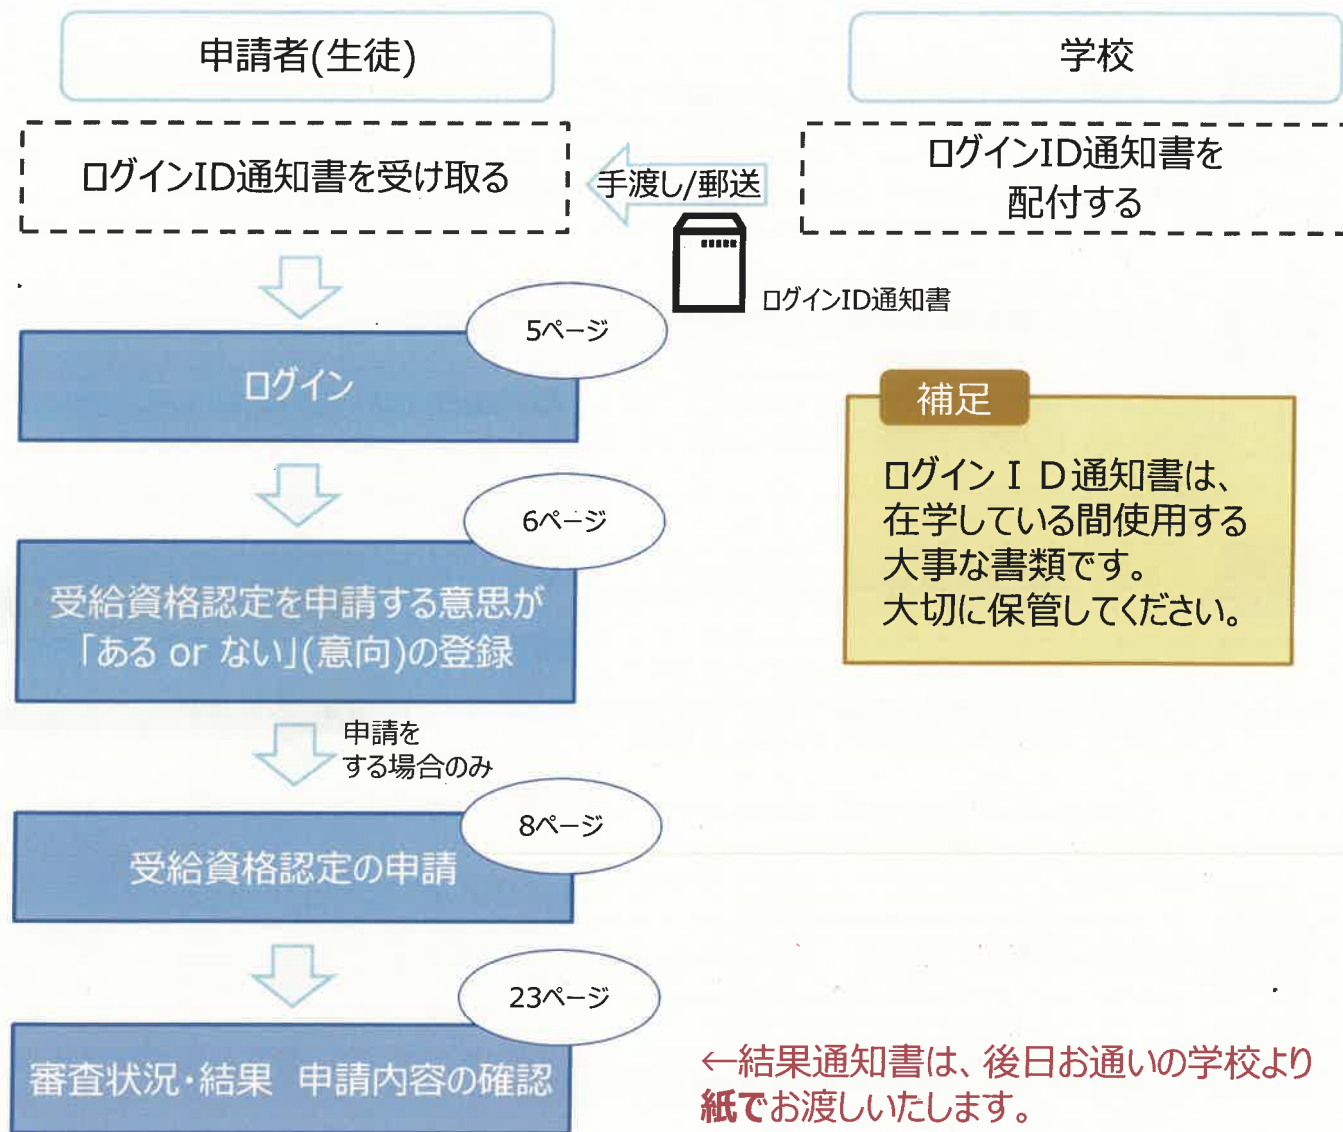 申請者(生徒)
学校
ログインID通知書を受け取る
手渡し/郵送
ログインID通知書を
配付する
ログインID通知書
5ページ
ログイン
補足
ログインＩＤ通知書は、
在学している間使用する
大事な書類です。
大切に保管してください。
6ページ
受給資格認定を申請する意思が
「ある or ない」(意向)の登録
申請を
する場合のみ
8ページ
受給資格認定の申請
23ページ
審査状況・結果 申請内容の確認
←結果通知書は、後日お通いの学校より
紙でお渡しいたします。